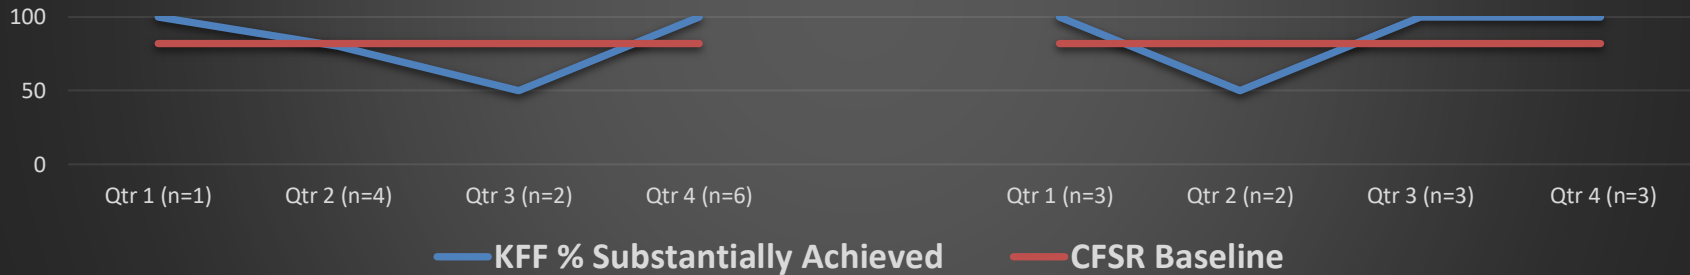 100
50
0
Qtr 1 (n=1) Qtr 2 (n=4) Qtr 3 (n=2) Qtr 4 (n=6) Qtr 1 (n=3) Qtr 2 (n=2) Qtr 3 (n=3) Qtr 4 (n=3)
KFF % Substantially Achieved CFSR Baseline